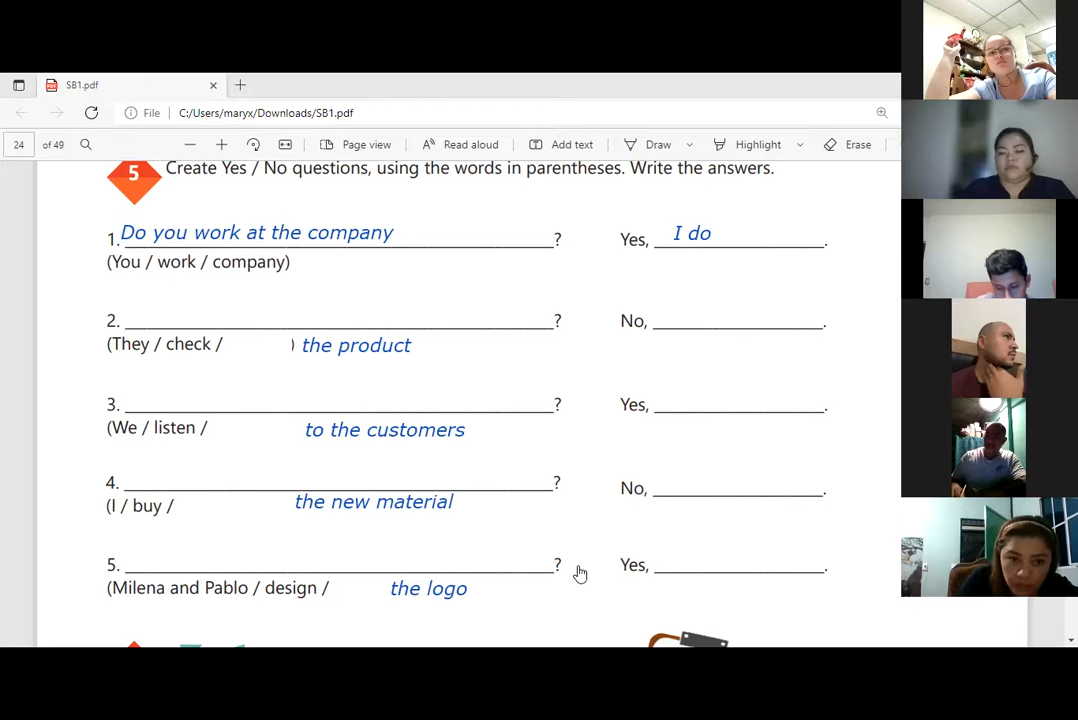 SB1.pdf
File C:/Users/maryx/Downloads/SB1.pdf
24 of 49 Page view Read aloud Add text Draw Highlight Erase
5 Create Yes / No questions, using the words in parentheses. Write the answers.
1. Do you work at the company ? Yes, I do .
(You / work / company)
2. ? No, .
(They / check / ) the product
3. ? Yes, .
(We / listen / to the customers
4. ? No, .
(I / buy / the new material
5. ? Yes, .
(Milena and Pablo / design / the logo